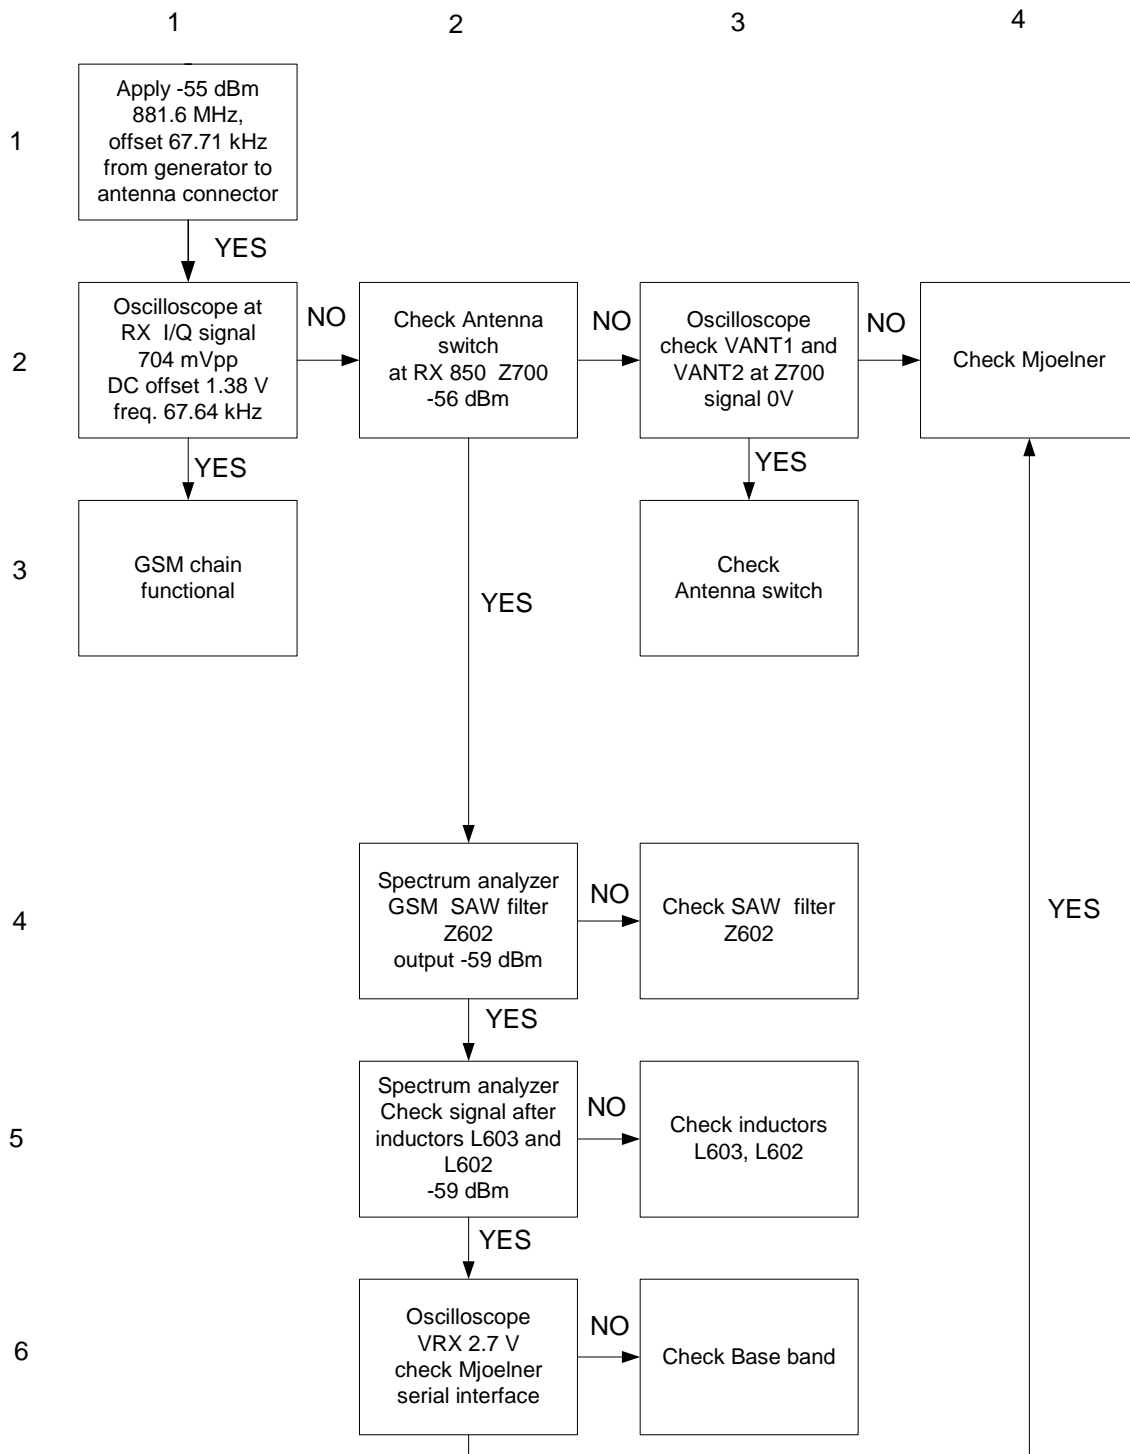 1
2
3
4
1
Apply -55 dBm
881.6 MHz,
offset 67.71 kHz
from generator to
antenna connector
YES
2
Oscilloscope at
RX I/Q signal
704 mVpp
DC offset 1.38 V
freq. 67.64 kHz
NO
Check Antenna
switch
at RX 850 Z700
-56 dBm
NO
Oscilloscope
check VANT1 and
VANT2 at Z700
signal 0V
NO
Check Mjoelner
YES
YES
3
GSM chain
functional
Check
Antenna switch
YES
4
Spectrum analyzer
GSM SAW filter
Z602
output -59 dBm
NO
Check SAW filter
Z602
YES
YES
5
Spectrum analyzer
Check signal after
inductors L603 and
L602
-59 dBm
NO
Check inductors
L603, L602
YES
6
Oscilloscope
VRX 2.7 V
check Mjoelner
serial interface
NO
Check Base band